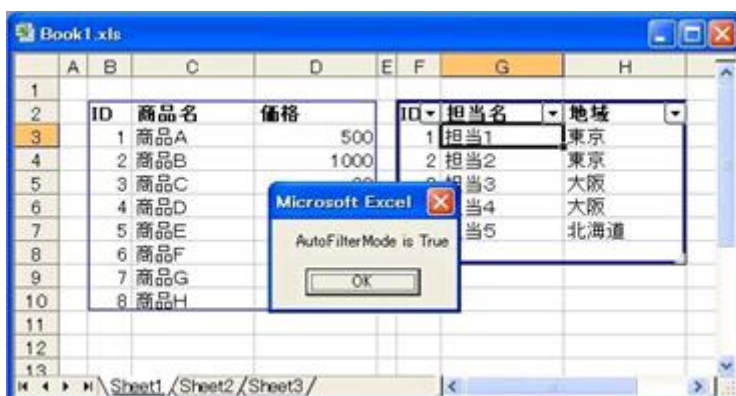 Book1.xls
A B C D E F G H
1
2 ID 商品名 価格 ID 担当名 地域
3 1 商品A 500 1 担当1 東京
4 2 商品B 1000 2 担当2 東京
5 3 商品C 担当3 大阪
6 4 商品D 当4 大阪
7 5 商品E 当5 北海道
8 6 商品F
9 7 商品G
10 8 商品H
11
12
13
Microsoft Excel
AutoFilterMode is True
OK
Sheet1 / Sheet2 / Sheet3 /